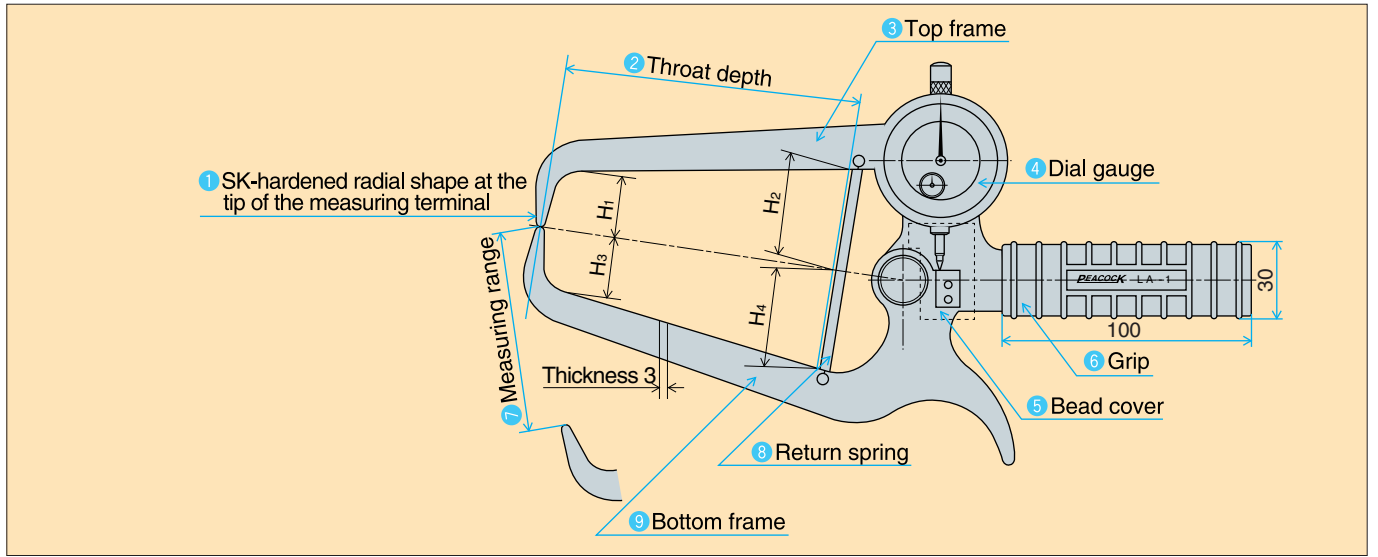 ③ Top frame
② Throat depth
④ Dial gauge
① SK-hardened radial shape at the
tip of the measuring terminal
H1
H2
H3
H4
⑦ Measuring range
PEACOCK LA-1
30
100
⑥ Grip
Thickness 3
⑤ Bead cover
⑧ Return spring
⑨ Bottom frame